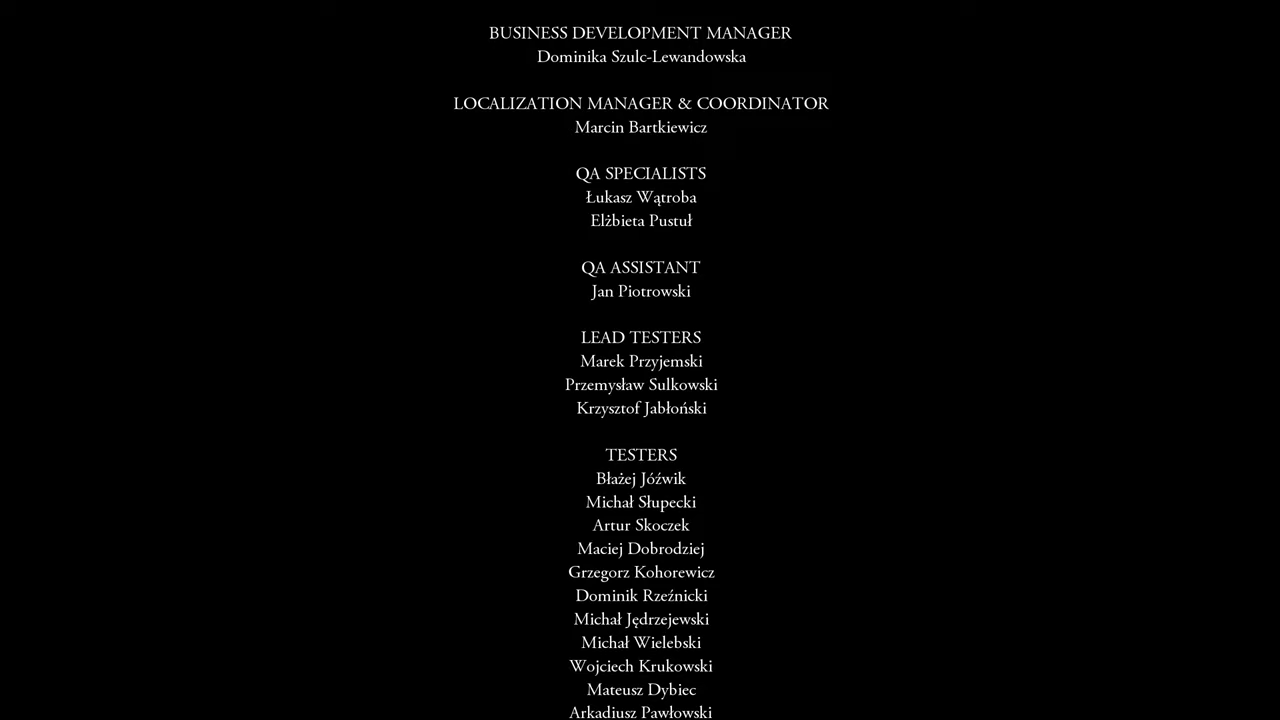 BUSINESS DEVELOPMENT MANAGER
Dominika Szulc-Lewandowska
LOCALIZATION MANAGER & COORDINATOR
Marcin Bartkiewicz
QA SPECIALISTS
Łukasz Wątroba
Elżbieta Pustuł
QA ASSISTANT
Jan Piotrowski
LEAD TESTERS
Marek Przyjemski
Przemysław Sulkowski
Krzysztof Jabłoński
TESTERS
Błażej Jóźwik
Michał Słupecki
Artur Skoczek
Maciej Dobrodziej
Grzegorz Kohorewicz
Dominik Rzeźnicki
Michał Jędrzejewski
Michał Wielebski
Wojciech Krukowski
Mateusz Dybiec
Arkadiusz Pawłowski